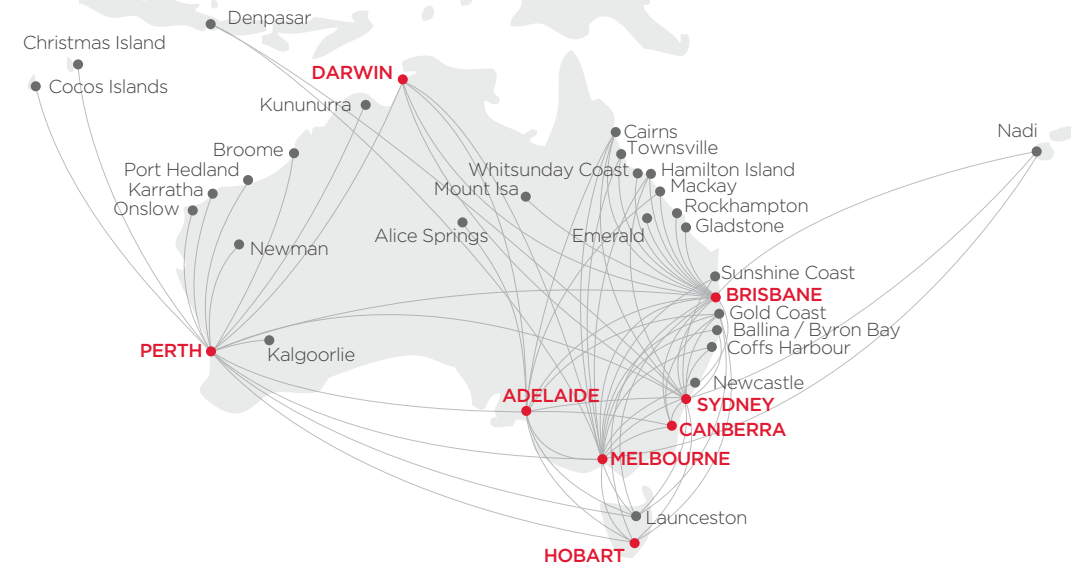 Denpasar
Christmas Island
DARWIN
Cocos Islands
Kununurra
Cairns
Nadi
Townsville
Broome
Port Hedland
Whitsunday Coast
Hamilton Island
Karratha
Mount Isa
Mackay
Onslow
Rockhampton
Alice Springs
Emerald
Gladstone
Newman
Sunshine Coast
BRISBANE
Gold Coast
Ballina / Byron Bay
PERTH
Kalgoorlie
Coffs Harbour
Newcastle
ADELAIDE
SYDNEY
CANBERRA
MELBOURNE
Launceston
HOBART